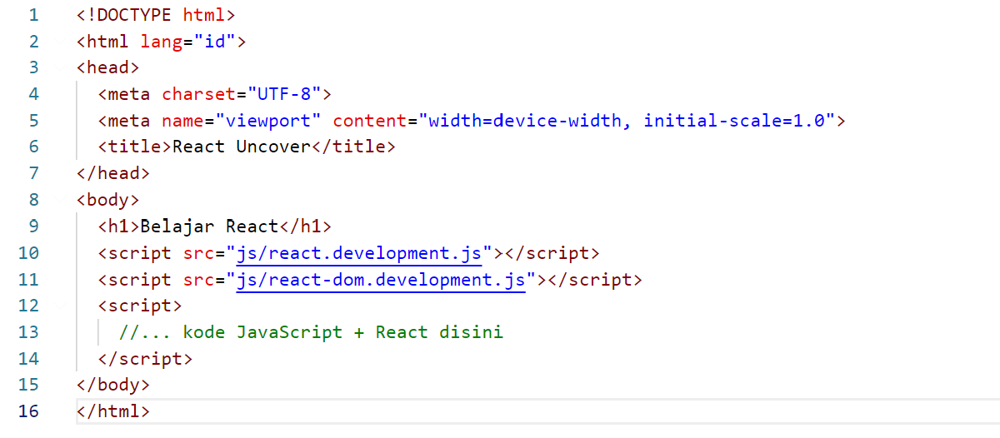 1 <!DOCTYPE html>
2 <html lang="id">
3 <head>
4   <meta charset="UTF-8">
5   <meta name="viewport" content="width=device-width, initial-scale=1.0">
6   <title>React Uncover</title>
7 </head>
8 <body>
9   <h1>Belajar React</h1>
10   <script src="js/react.development.js"></script>
11   <script src="js/react-dom.development.js"></script>
12   <script>
13     //... kode JavaScript + React disini
14   </script>
15 </body>
16 </html>